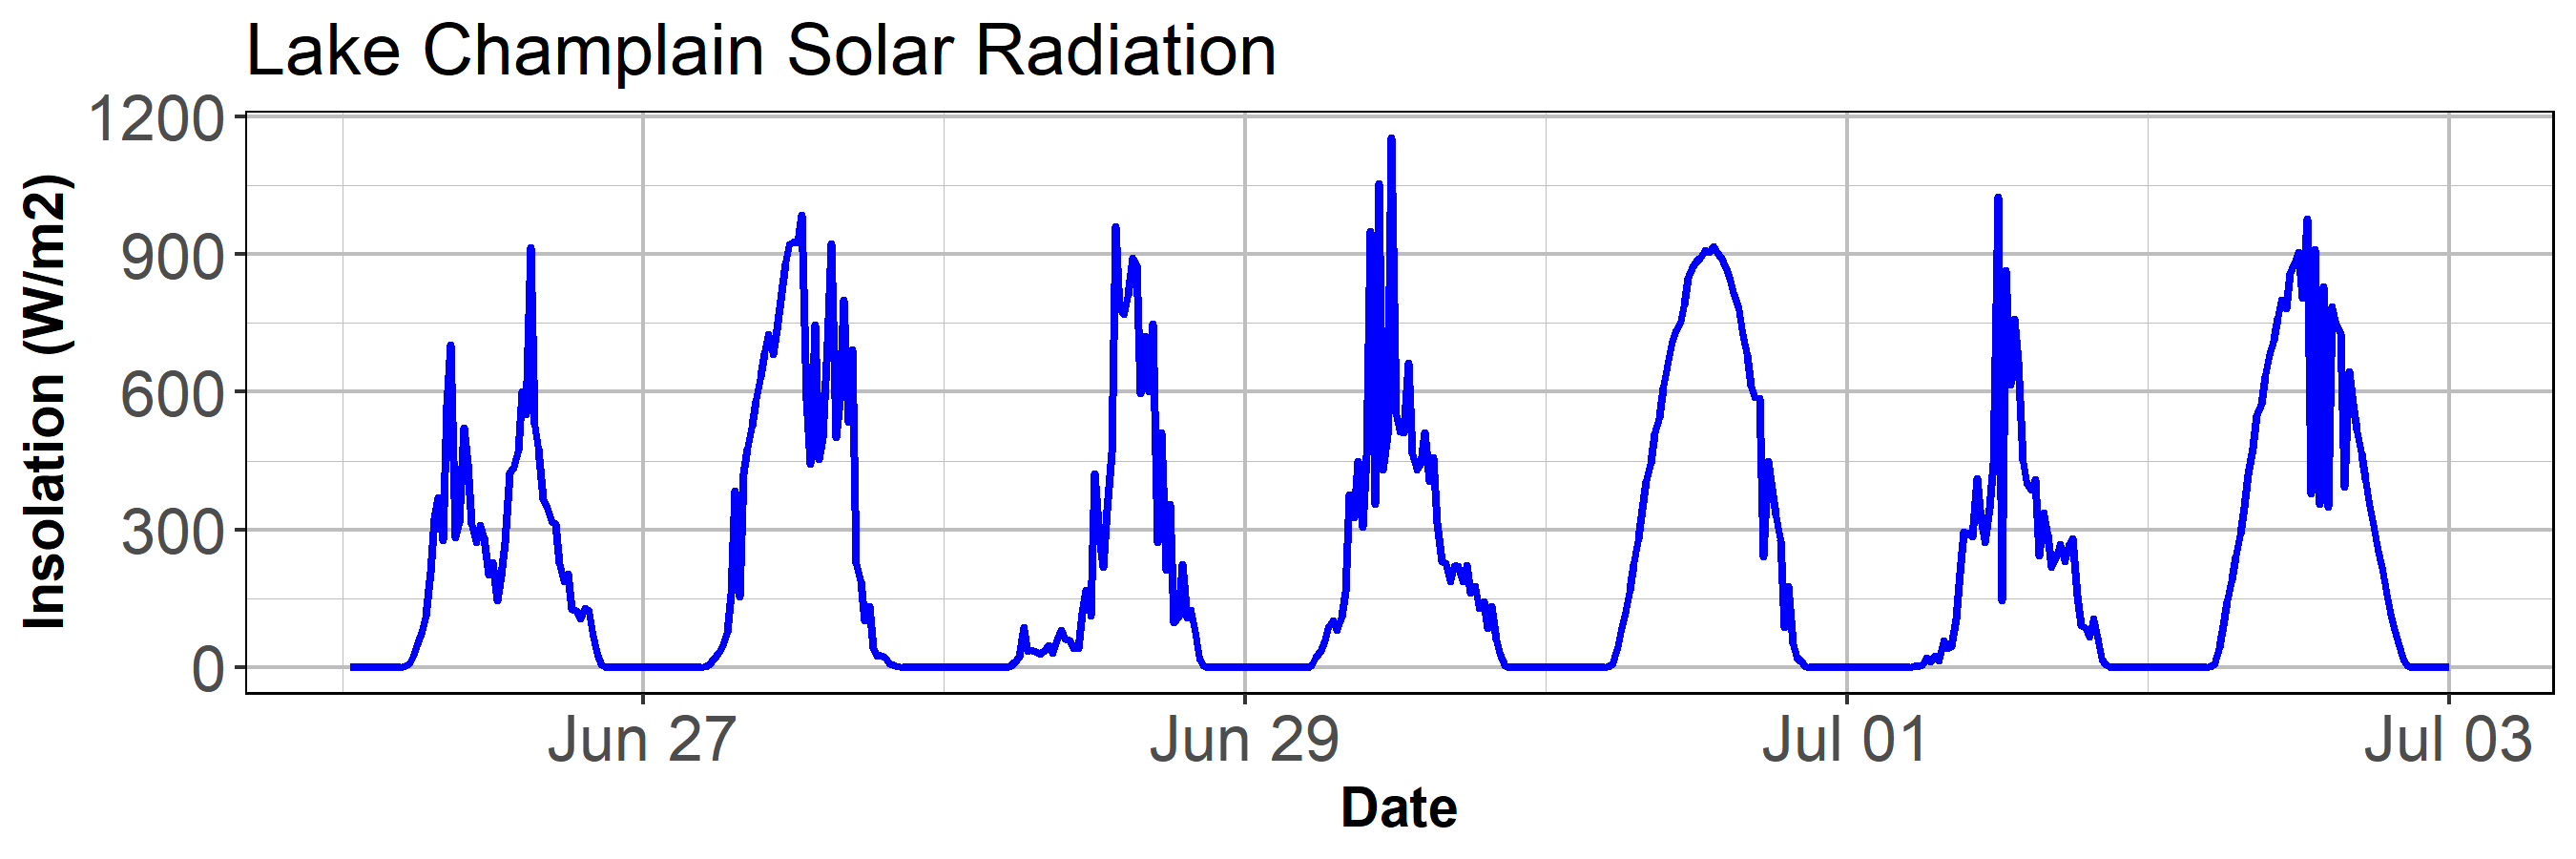 Lake Champlain Solar Radiation
1200
900
600
300
0
Insolation (W/m2)
Jun 27 Jun 29 Jul 01 Jul 03
Date